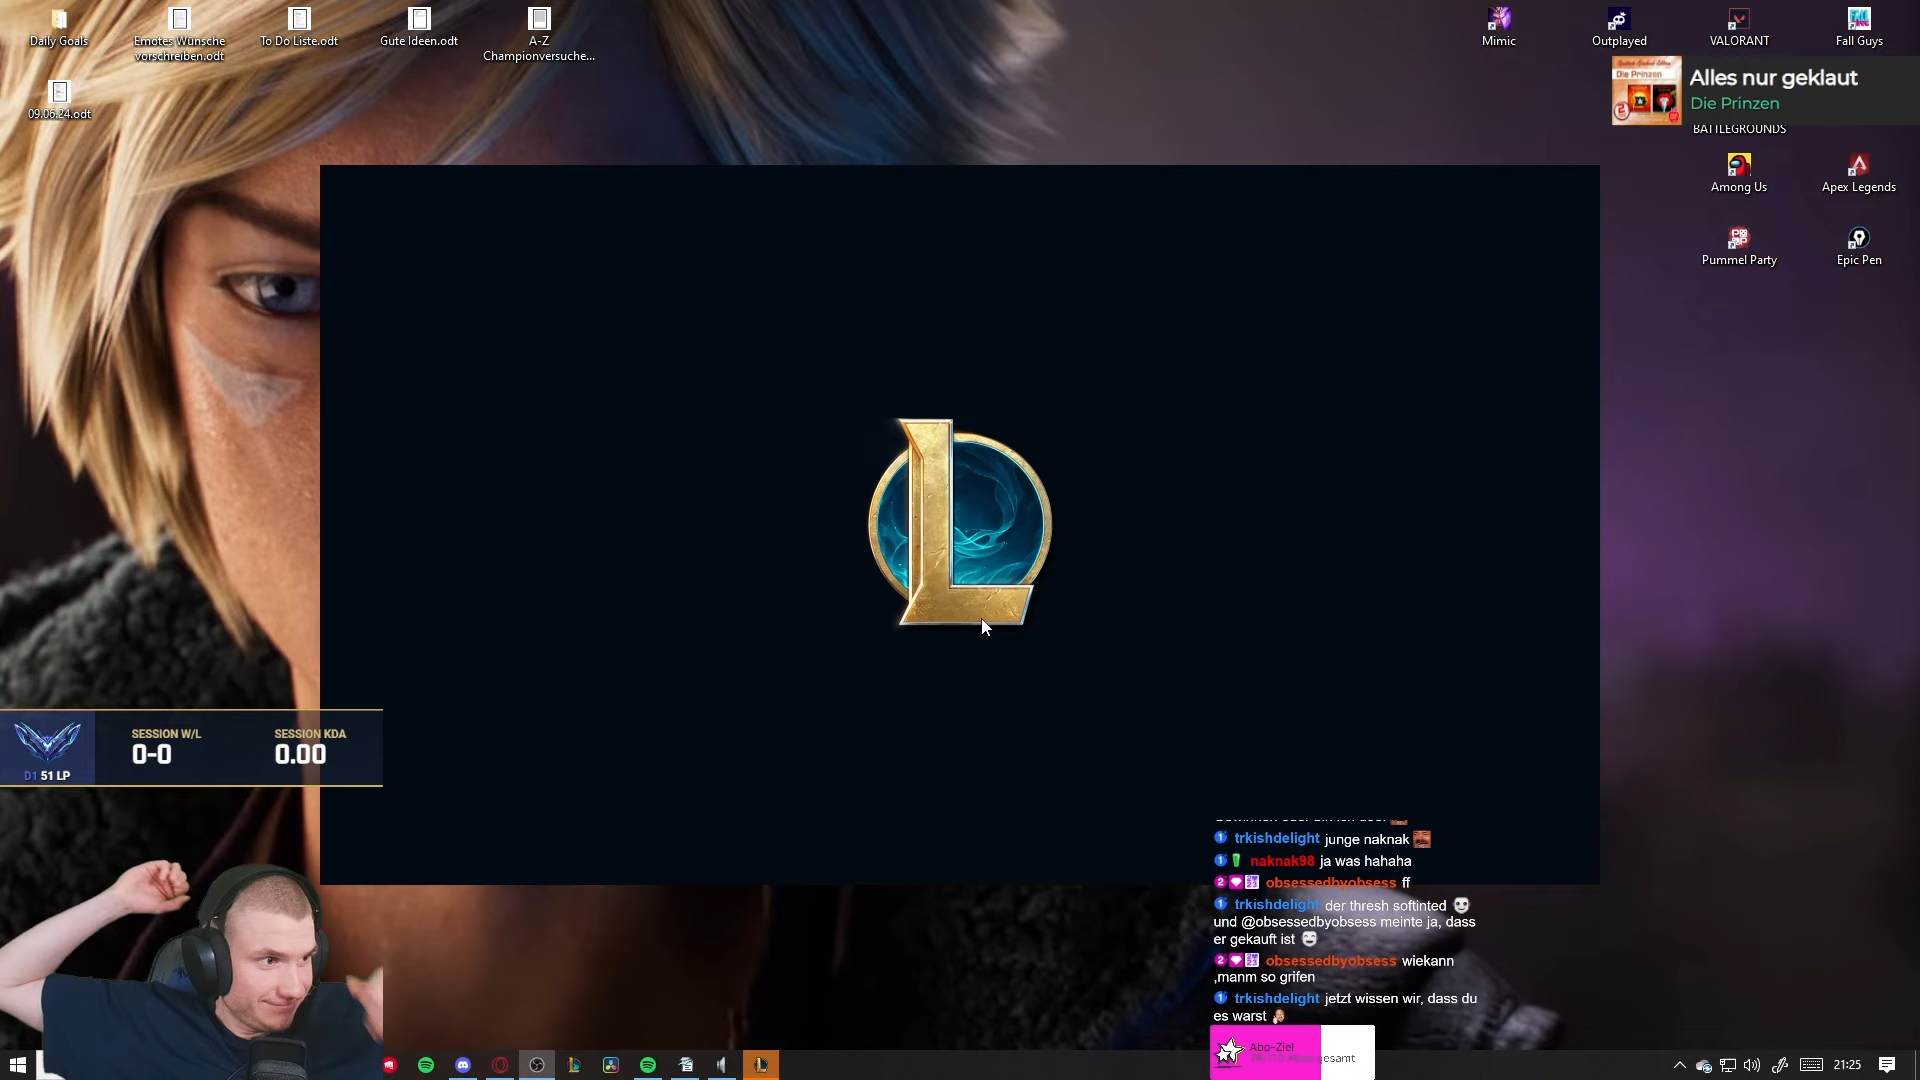 Daily Goals
Emotes Wünsche
vorschreiben.odt
To Do Liste.odt
Gute Ideen.odt
A-Z
Championversuche...
Mimic
Outplayed
VALORANT
Fall Guys
09.06.24.odt
Die Prinzen
Alles nur geklaut
Die Prinzen
BATTLEGROUNDS
Among Us
Apex Legends
Pummel Party
Epic Pen
SESSION W/L
0-0
SESSION KDA
0.00
D1 51 LP
trkishdelight junge naknak
naknak98 ja was hahaha
obsessedbyobsess ff
trkishdelight der thresh softinted
und @obsessedbyobsess meinte ja, dass
er gekauft ist
obsessedbyobsess wiekann
,manm so grifen
trkishdelight jetzt wissen wir, dass du
es warst
Abo-Ziel
gesamt
21:25